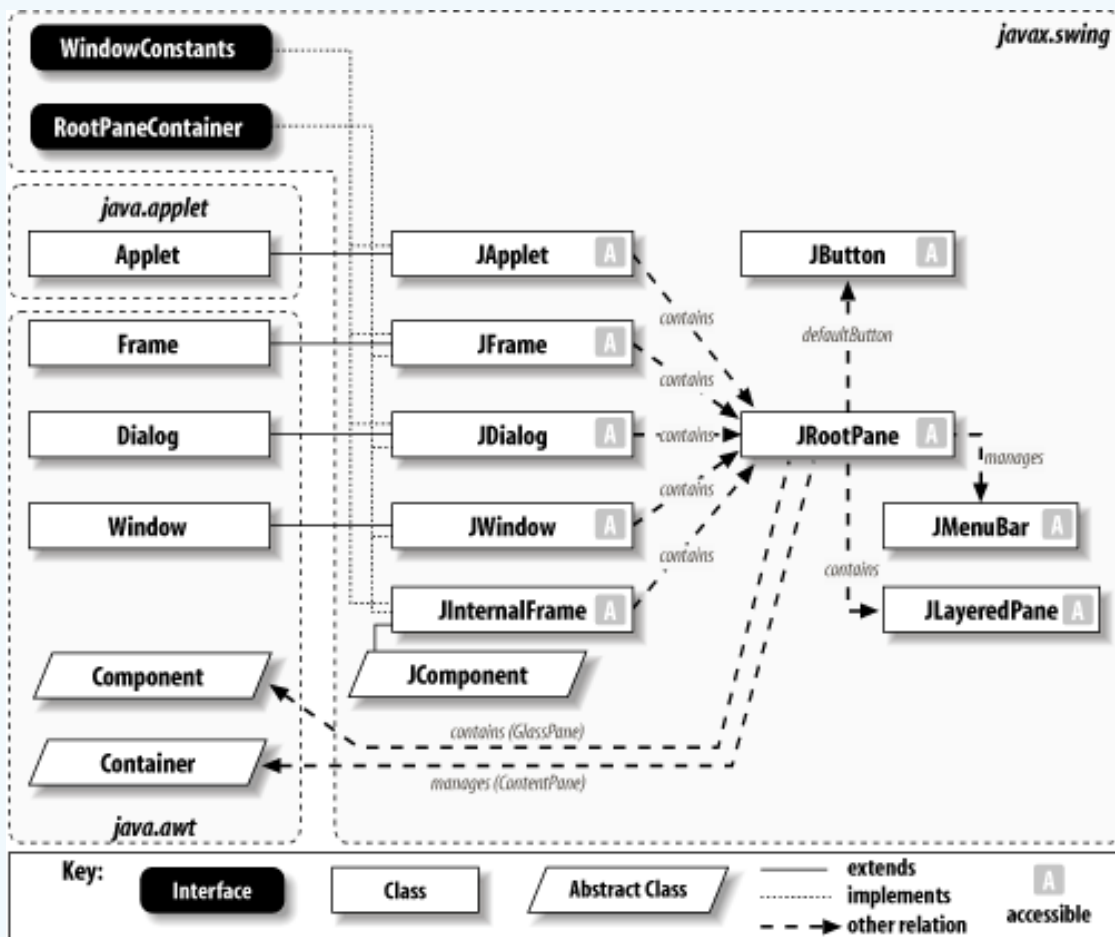 WindowConstants
javax.swing
RootPaneContainer
java.applet
Applet
JApplet A
JButton A
contains
defaultButton
Frame
JFrame A
contains
Dialog
JDialog A
contains
JRootPane A
manages
contains
Window
JWindow A
JMenuBar A
contains
contains
JInternalFrame A
JLayeredPane A
Component
JComponent
contains (GlassPane)
Container
manages (ContentPane)
java.awt
Key:
Interface
Class
Abstract Class
extends
implements
other relation
A
accessible